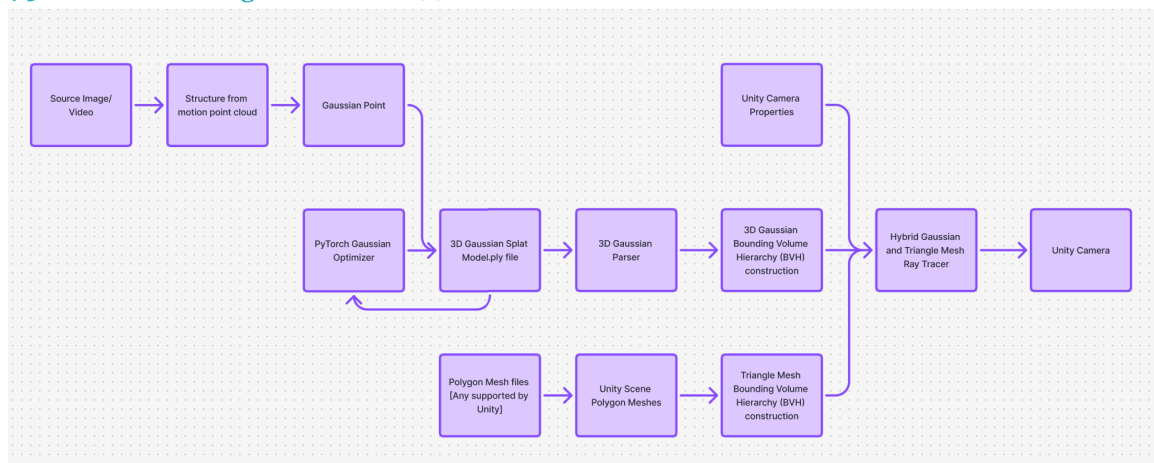 Source Image/
Video
Structure from
motion point cloud
Gaussian Point
Unity Camera
Properties
PyTorch Gaussian
Optimizer
3D Gaussian Splat
Model.ply file
3D Gaussian
Parser
3D Gaussian
Bounding Volume
Hierarchy (BVH)
construction
Hybrid Gaussian
and Triangle Mesh
Ray Tracer
Unity Camera
Polygon Mesh files
[Any supported by
Unity]
Unity Scene
Polygon Meshes
Triangle Mesh
Bounding Volume
Hierarchy (BVH)
construction